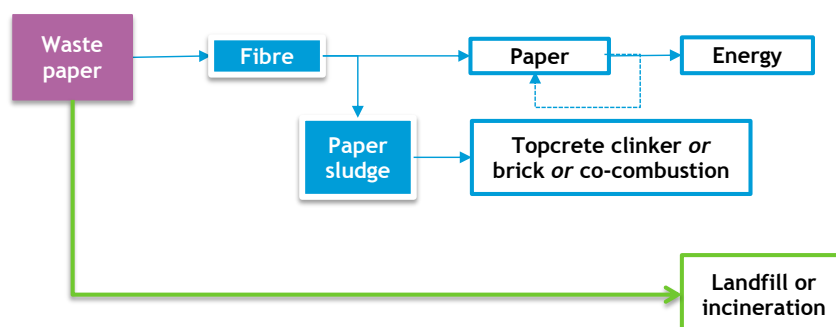 Waste
paper
Fibre
Paper
Energy
Paper
sludge
Topcrete clinker or
brick or co-combustion
Landfill or
incineration